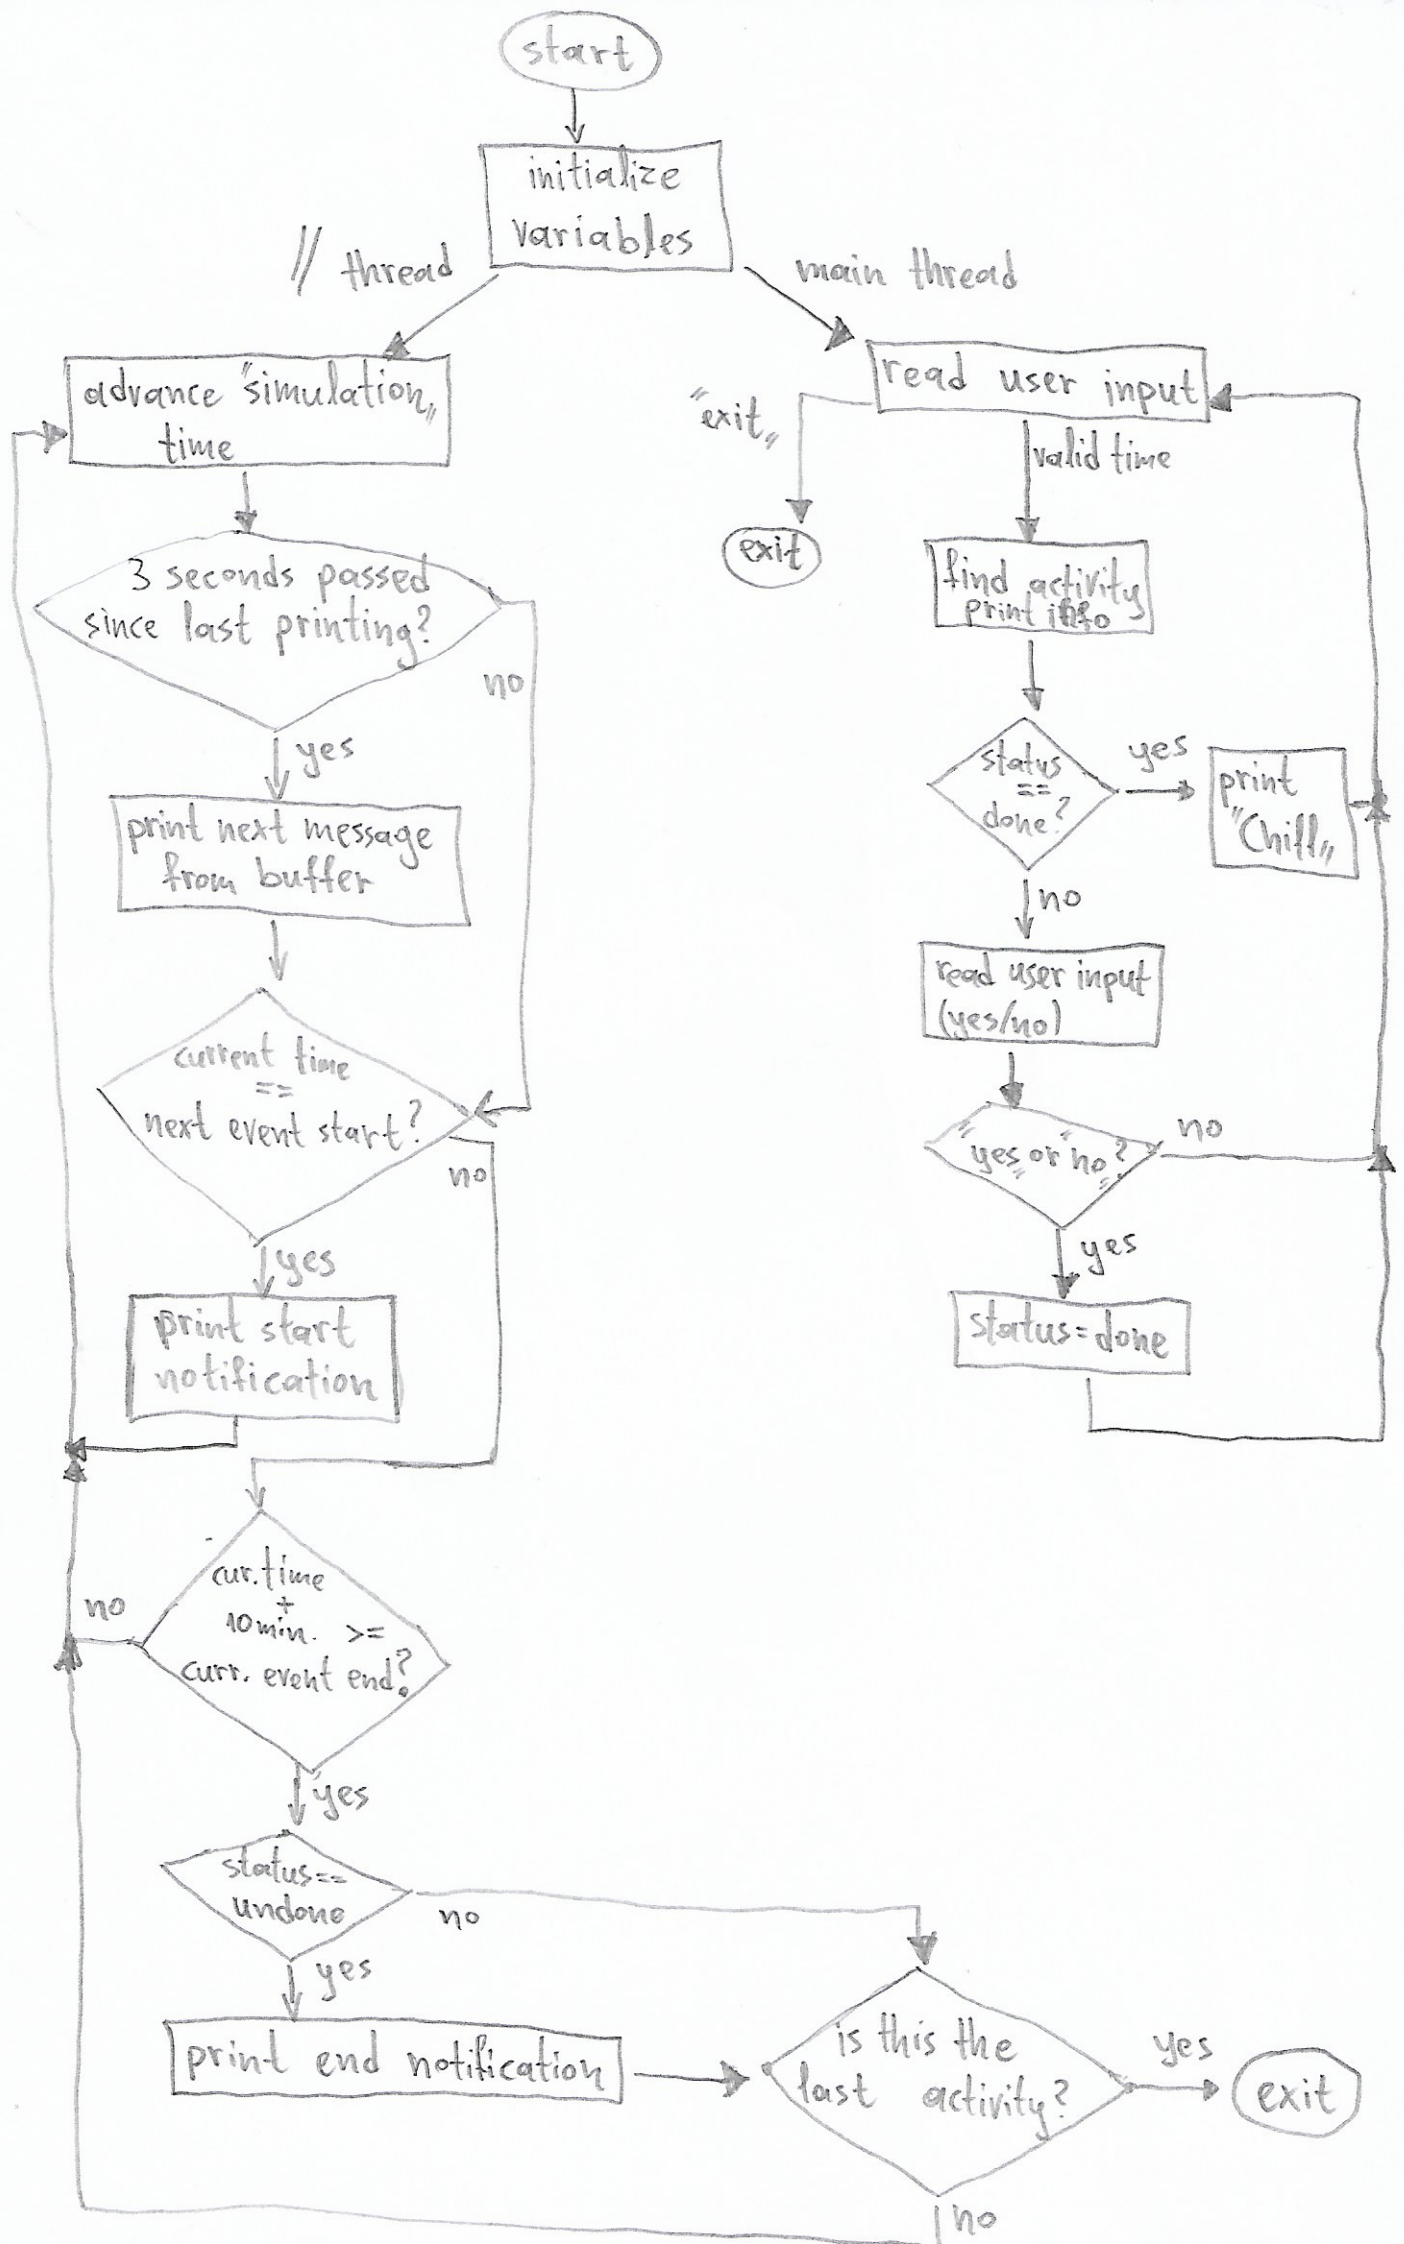 start
initialize
variables
// thread
main thread
advance "simulation„
time
read user input
"exit„
valid time
exit
3 seconds passed
since last printing?
no
yes
find activity
print info
print next message
from buffer
status
==
done?
yes
print
"Chill„
no
current time
==
next event start?
no
yes
read user input
(yes/no)
"yes„ or "no„?
no
yes
status=done
print start
notification
cur.time
+
10min. >=
curr. event end?
no
yes
status==
undone
no
yes
print end notification
is this the
last activity?
yes
exit
no